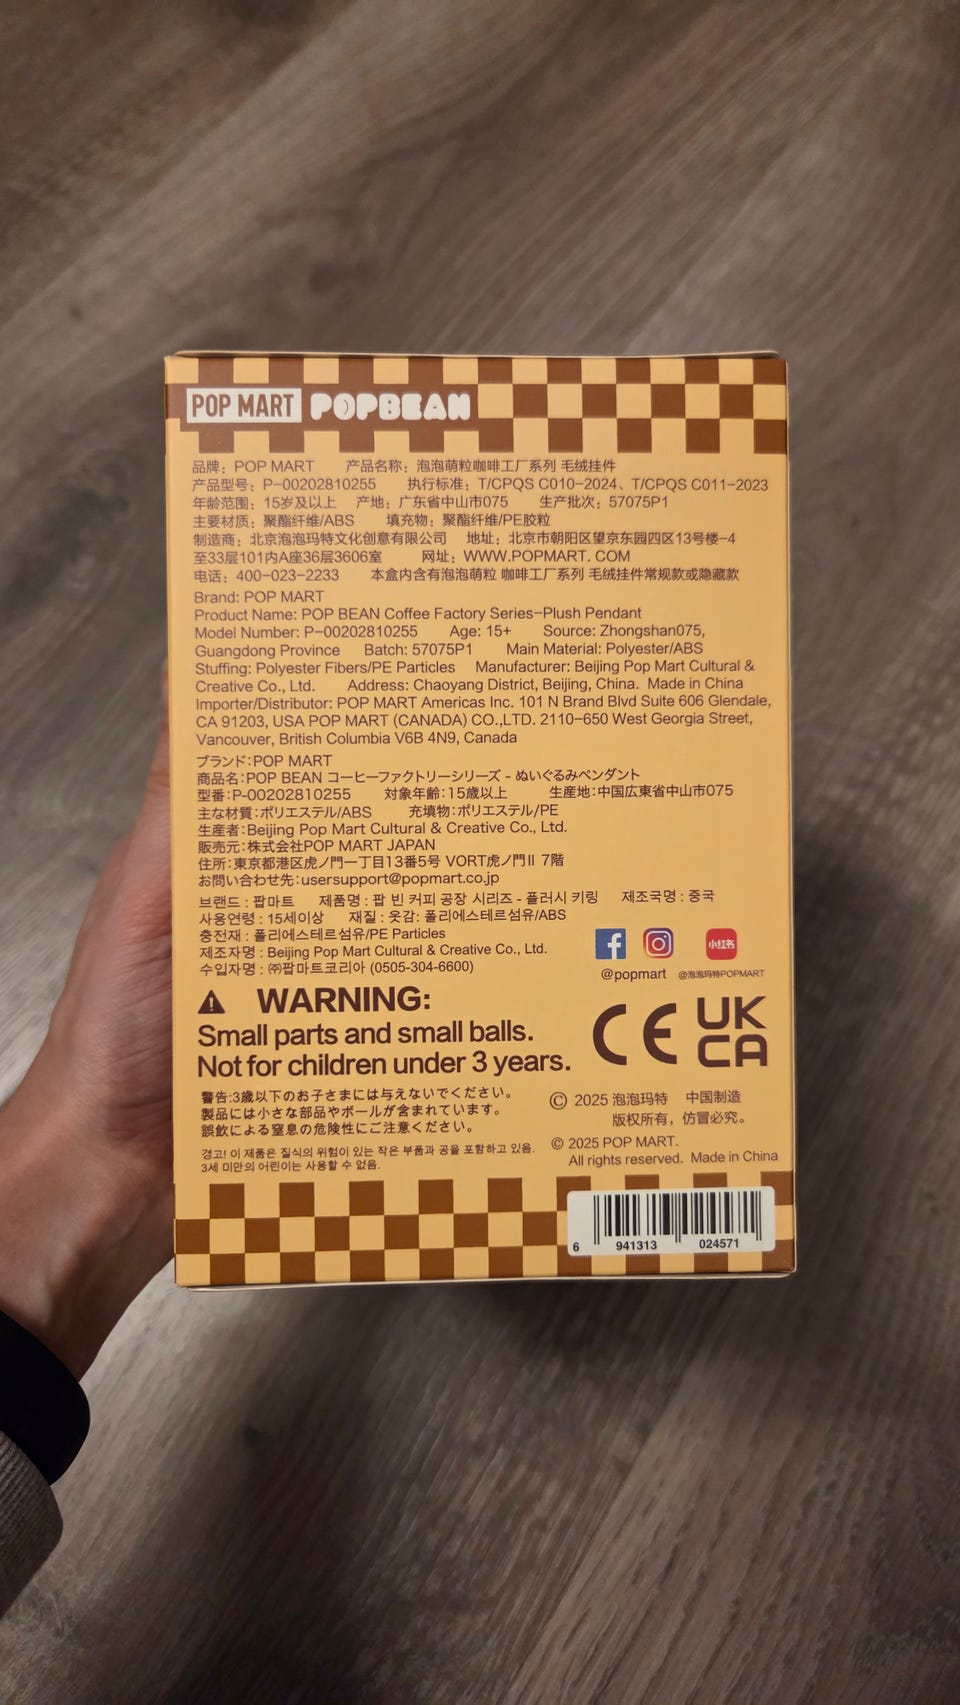 POP MART POPBEAN
品牌：POP MART 产品名称：泡泡萌粒咖啡工厂系列 毛绒挂件
产品型号：P-00202810255 执行标准：T/CPQS C010-2024、T/CPQS C011-2023
年龄范围：15岁及以上 产地：广东省中山市075 生产批次：57075P1
主要材质：聚酯纤维/ABS 填充物：聚酯纤维/PE胶粒
制造商：北京泡泡玛特文化创意有限公司 地址：北京市朝阳区望京东园四区13号楼-4
至33层101内A座36层3606室 网址：WWW.POPMART.COM
电话：400-023-2233 本盒内含有泡泡萌粒 咖啡工厂系列 毛绒挂件常规款或隐藏款
Brand: POP MART
Product Name: POP BEAN Coffee Factory Series-Plush Pendant
Model Number: P-00202810255 Age: 15+ Source: Zhongshan075,
Guangdong Province Batch: 57075P1 Main Material: Polyester/ABS
Stuffing: Polyester Fibers/PE Particles Manufacturer: Beijing Pop Mart Cultural &
Creative Co., Ltd. Address: Chaoyang District, Beijing, China. Made in China
Importer/Distributor: POP MART Americas Inc. 101 N Brand Blvd Suite 606 Glendale,
CA 91203, USA POP MART (CANADA) CO.,LTD. 2110-650 West Georgia Street,
Vancouver, British Columbia V6B 4N9, Canada
ブランド:POP MART
商品名:POP BEAN コーヒーファクトリーシリーズ - ぬいぐるみペンダント
型番:P-00202810255 対象年齢:15歳以上 生産地:中国広東省中山市075
主な材質:ポリエステル/ABS 充填物:ポリエステル/PE
生産者:Beijing Pop Mart Cultural & Creative Co., Ltd.
販売元:株式会社POP MART JAPAN
住所:東京都港区虎ノ門一丁目13番5号 VORT虎ノ門II 7階
お問い合わせ先:usersupport@popmart.co.jp
브랜드 : 팝마트 제품명 : 팝 빈 커피 공장 시리즈 - 플러시 키링 제조국명 : 중국
사용연령 : 15세이상 재질 : 옷감: 폴리에스테르섬유/ABS
충전재 : 폴리에스테르섬유/PE Particles
제조자명 : Beijing Pop Mart Cultural & Creative Co., Ltd.
수입자명 : ㈜팝마트코리아 (0505-304-6600)
小红书
@popmart @泡泡玛特POPMART
WARNING:
Small parts and small balls.
Not for children under 3 years.
CE UK
CA
警告:3歳以下のお子さまには与えないでください。
製品には小さな部品やボールが含まれています。
誤飲による窒息の危険性にご注意ください。
경고! 이 제품은 질식의 위험이 있는 작은 부품과 공을 포함하고 있음.
3세 미만의 어린이는 사용할 수 없음.
© 2025 泡泡玛特 中国制造
版权所有，仿冒必究。
© 2025 POP MART.
All rights reserved. Made in China
6 941313 024571